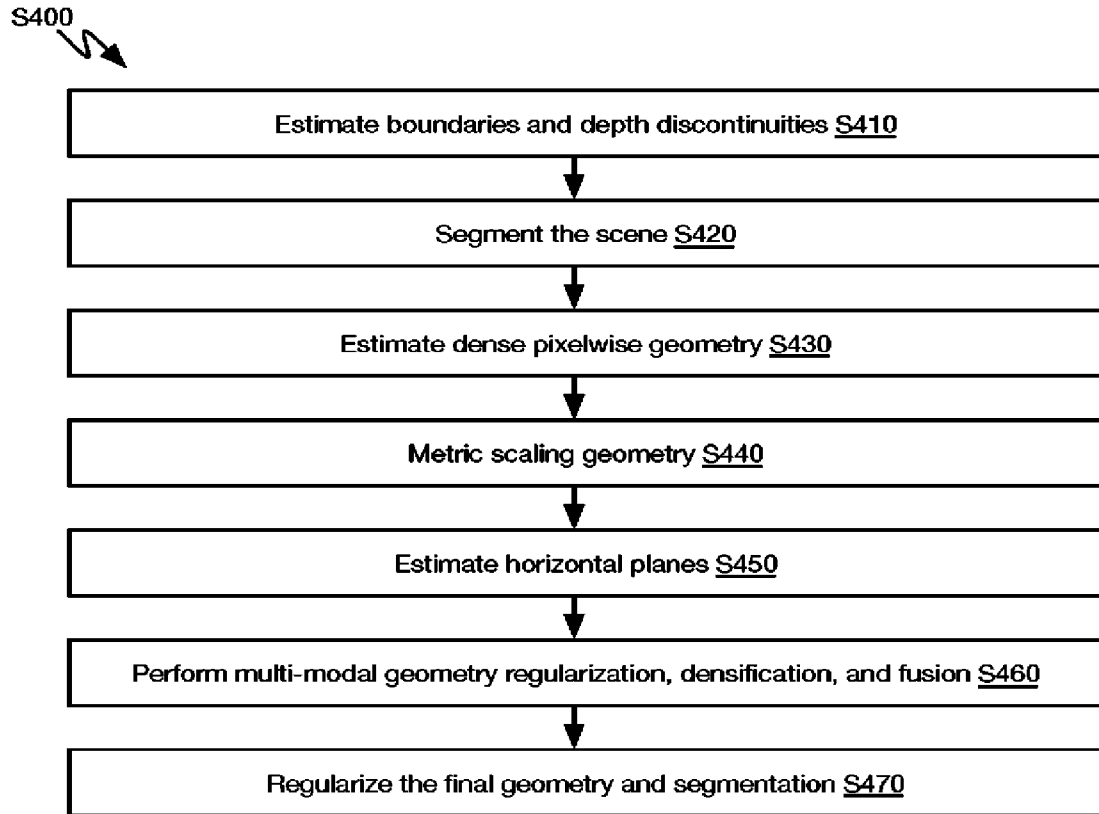 S400
Estimate boundaries and depth discontinuities S410
Segment the scene S420
Estimate dense pixelwise geometry S430
Metric scaling geometry S440
Estimate horizontal planes S450
Perform multi-modal geometry regularization, densification, and fusion S460
Regularize the final geometry and segmentation S470